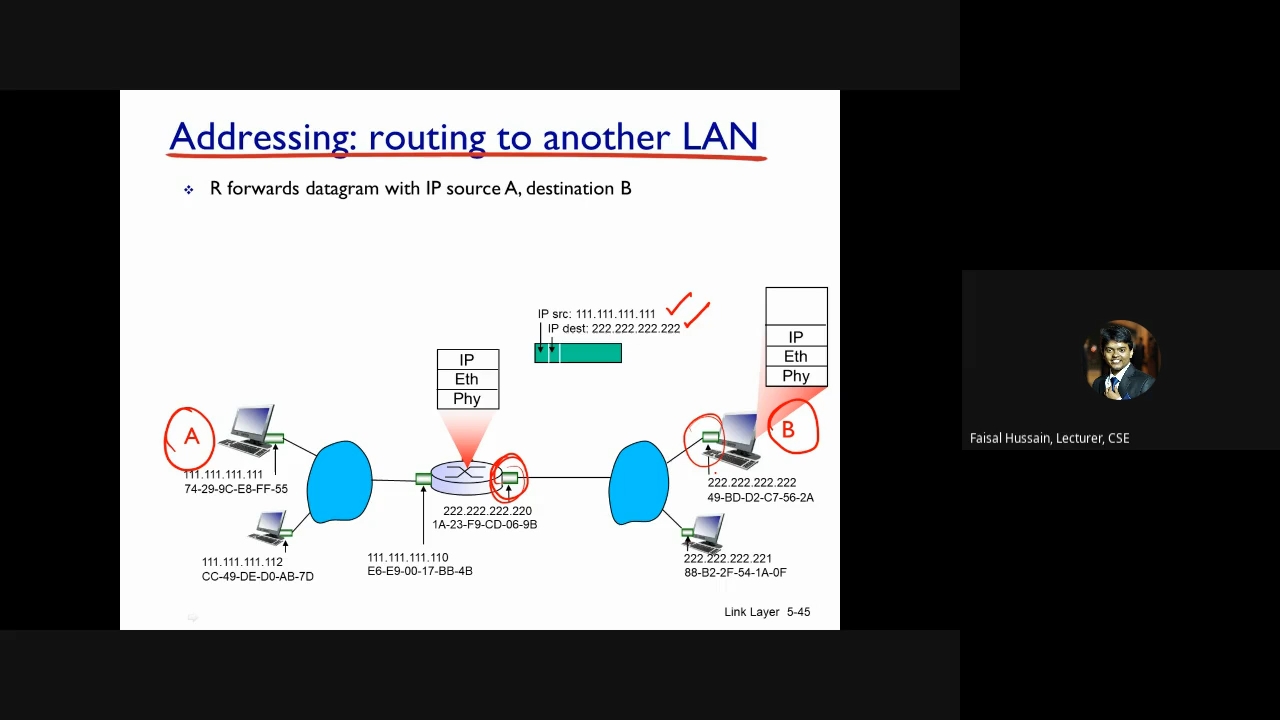 Addressing: routing to another LAN
R forwards datagram with IP source A, destination B
IP src: 111.111.111.111
IP dest: 222.222.222.222
IP
Eth
Phy
IP
Eth
Phy
A
111.111.111.111
74-29-9C-E8-FF-55
B
222.222.222.222
49-BD-D2-C7-56-2A
222.222.222.220
1A-23-F9-CD-06-9B
111.111.111.112
CC-49-DE-D0-AB-7D
111.111.111.110
E6-E9-00-17-BB-4B
222.222.222.221
88-B2-2F-54-1A-0F
Link Layer 5-45
Faisal Hussain, Lecturer, CSE